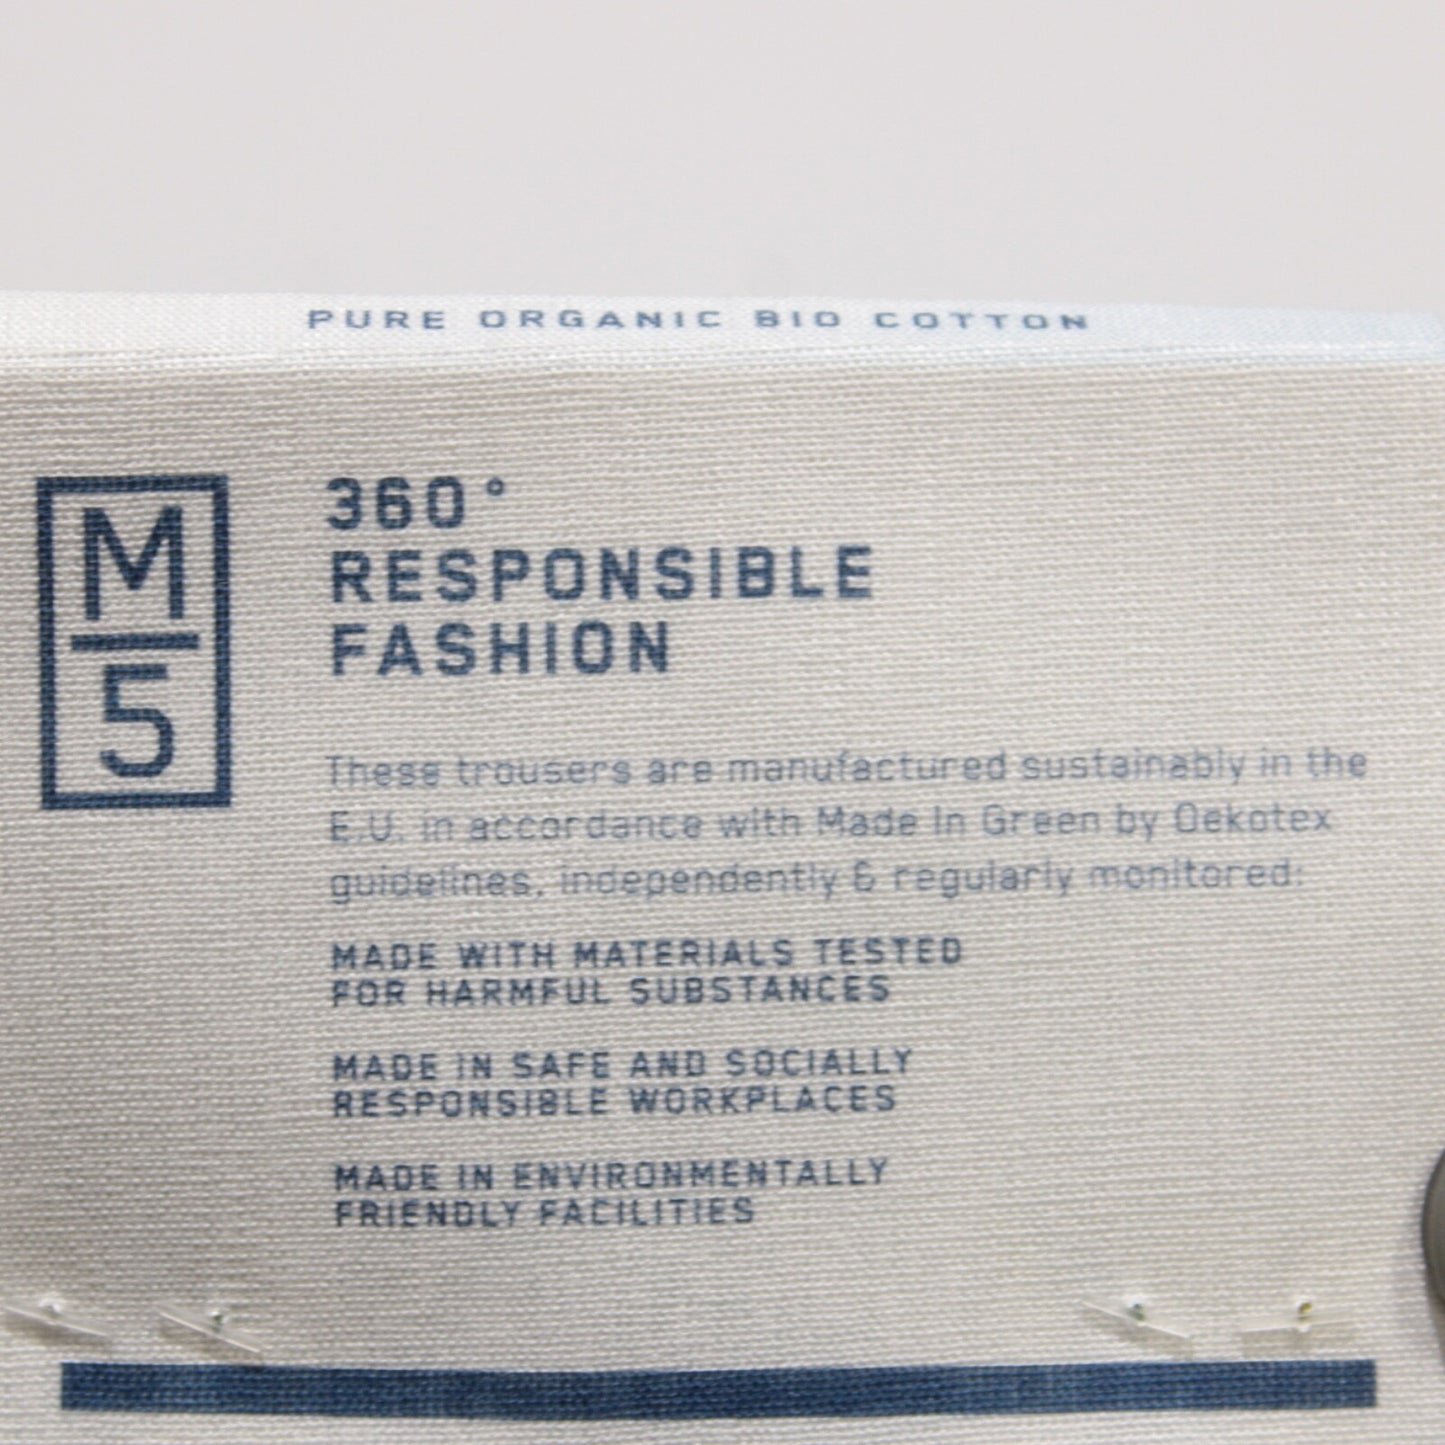 PURE ORGANIC BIO COTTON
M
5
360°
RESPONSIBLE
FASHION
These trousers are manufactured sustainably in the
E.U. in accordance with Made In Green by Oekotex
guidelines, independently & regularly monitored:
MADE WITH MATERIALS TESTED
FOR HARMFUL SUBSTANCES
MADE IN SAFE AND SOCIALLY
RESPONSIBLE WORKPLACES
MADE IN ENVIRONMENTALLY
FRIENDLY FACILITIES